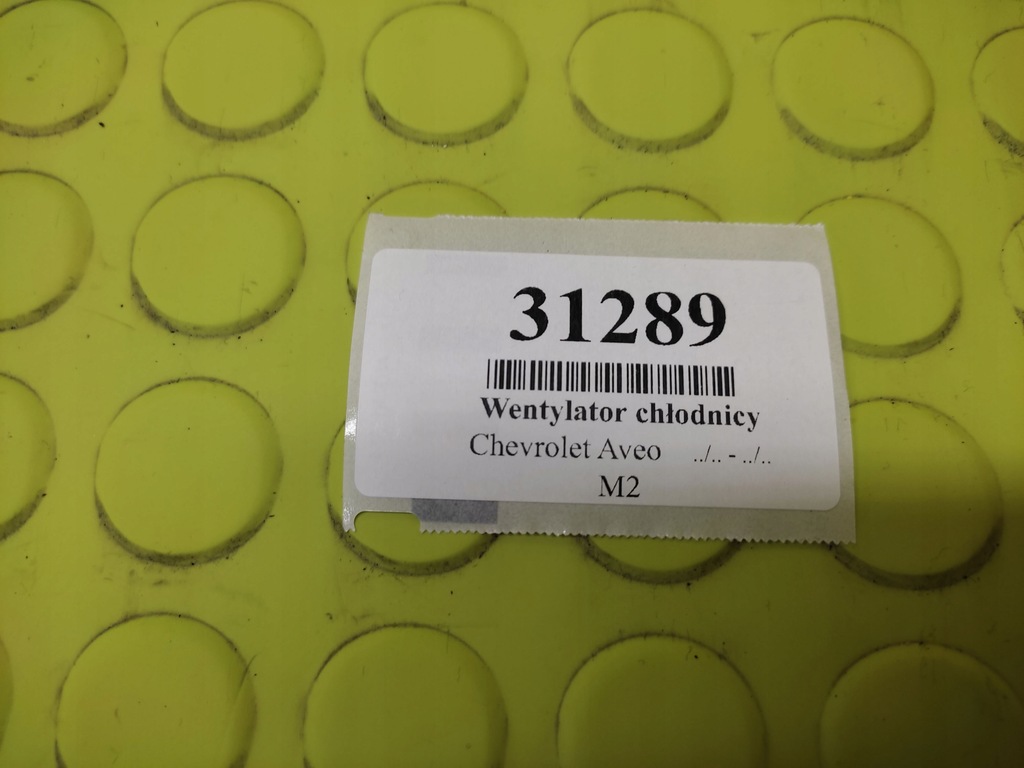 31289
Wentylator chłodnicy
Chevrolet Aveo ../.. - ../..
M2